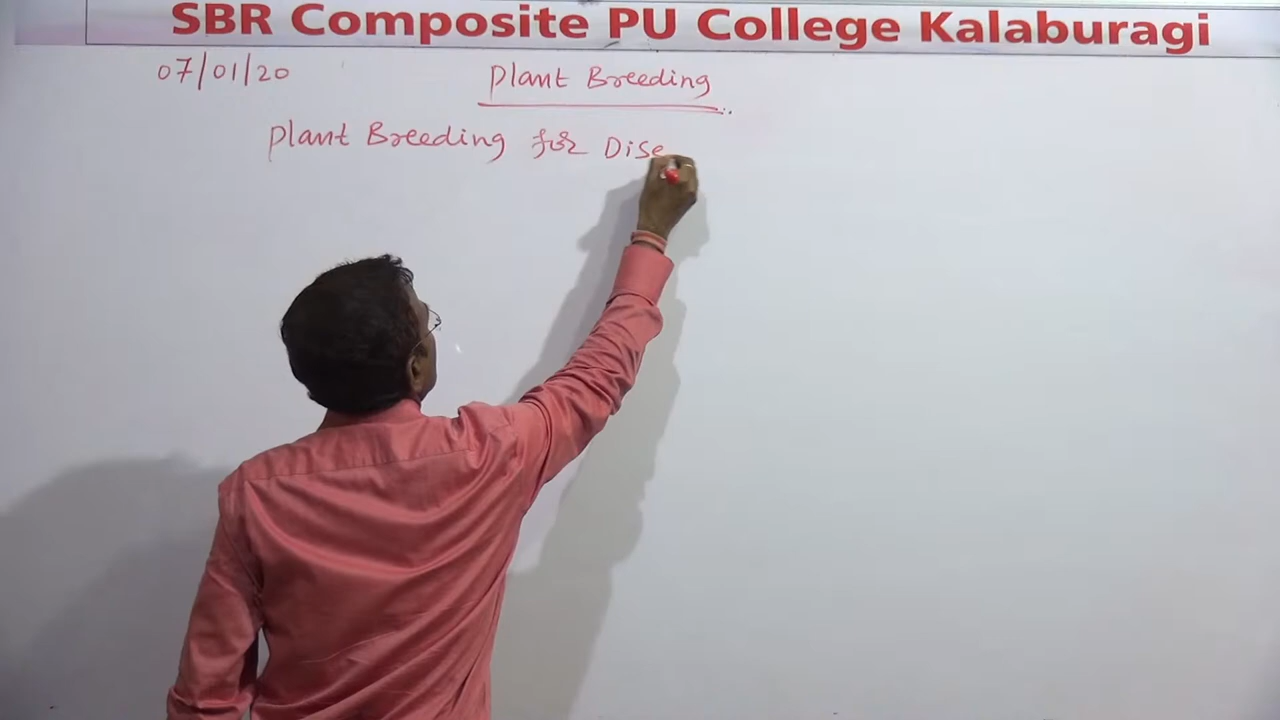 SBR Composite PU College Kalaburagi
07/01/20
Plant Breeding
Plant Breeding for Dise